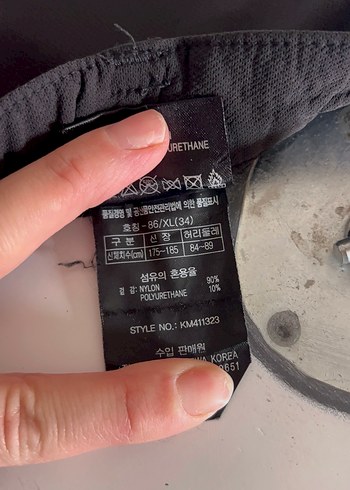 URETHANE
품질경영 및 공산품안전관리법에 의한 품질표시
호칭 - 86/XL(34)
구 분 신 장 허리둘레
신체치수(cm) 175-185 84-89
섬유의 혼용율
겉 감: NYLON 90%
POLYURETHANE 10%
STYLE NO.: KM411323
수입 판매원
KOREA